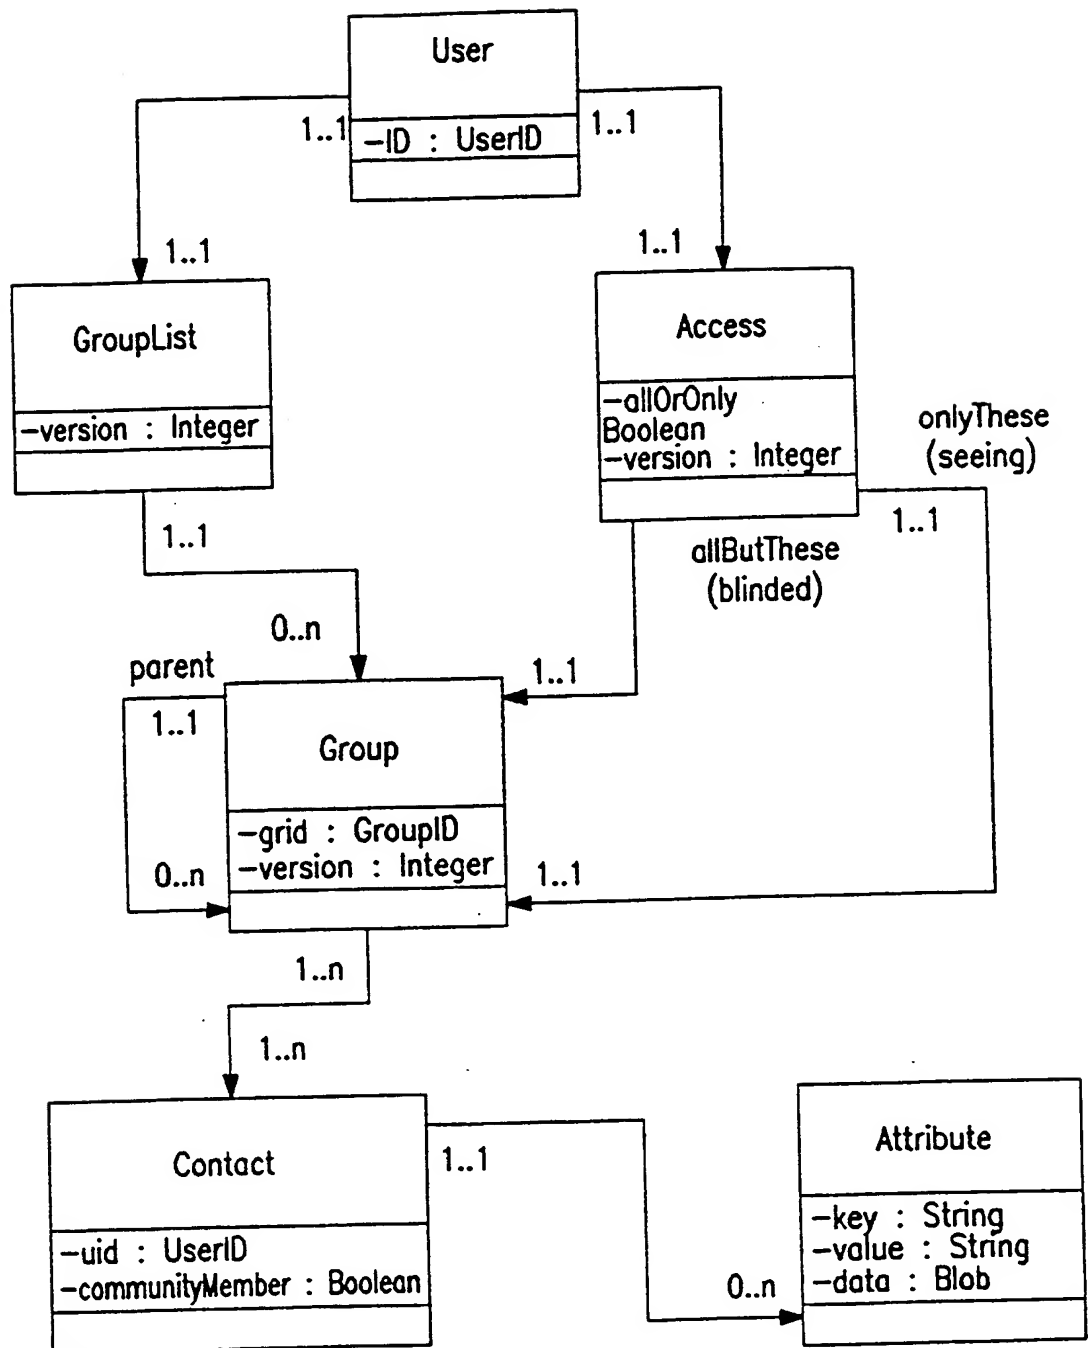 User
1..1
-ID : UserID
1..1
1..1
1..1
GroupList
-version : Integer
Access
-allOrOnly
Boolean
-version : Integer
onlyThese
(seeing)
1..1
1..1
allButThese
(blinded)
0..n
parent
1..1
1..1
Group
-grid : GroupID
-version : Integer
0..n
1..1
1..n
1..n
Contact
-uid : UserID
-communityMember : Boolean
1..1
Attribute
-key : String
-value : String
-data : Blob
0..n